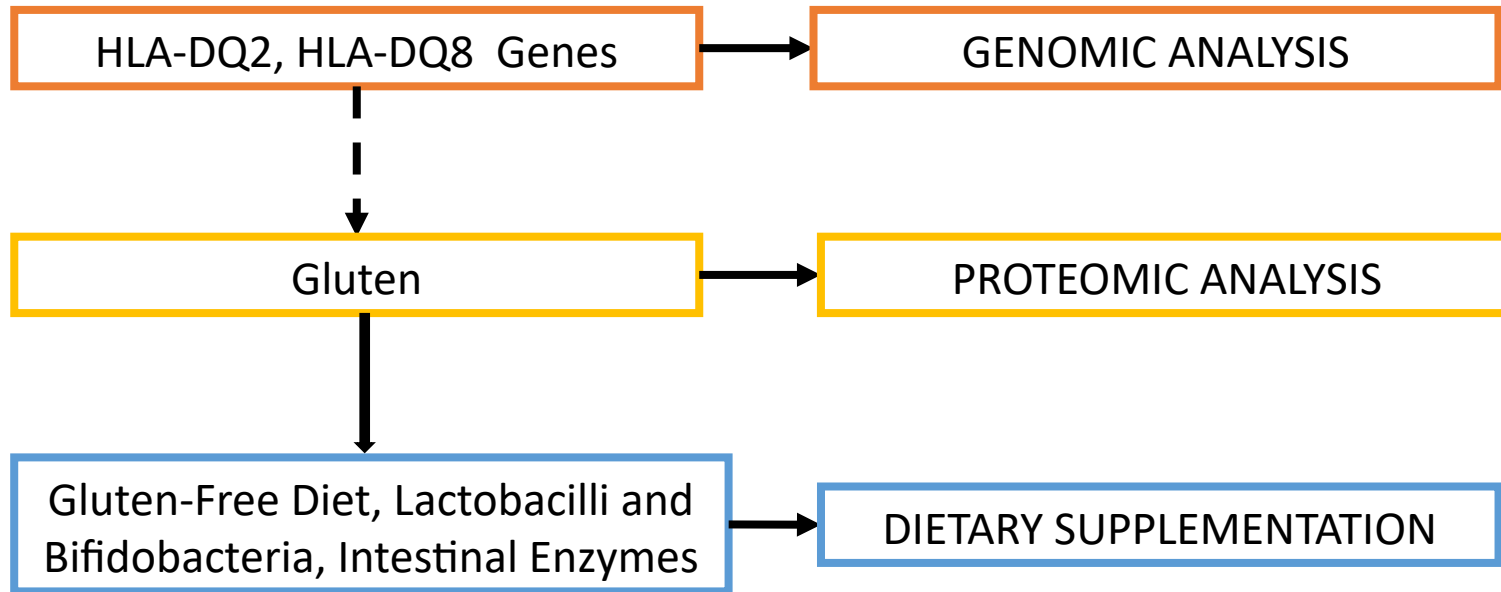 HLA-DQ2, HLA-DQ8 Genes
GENOMIC ANALYSIS
Gluten
PROTEOMIC ANALYSIS
Gluten-Free Diet, Lactobacilli and
Bifidobacteria, Intestinal Enzymes
DIETARY SUPPLEMENTATION